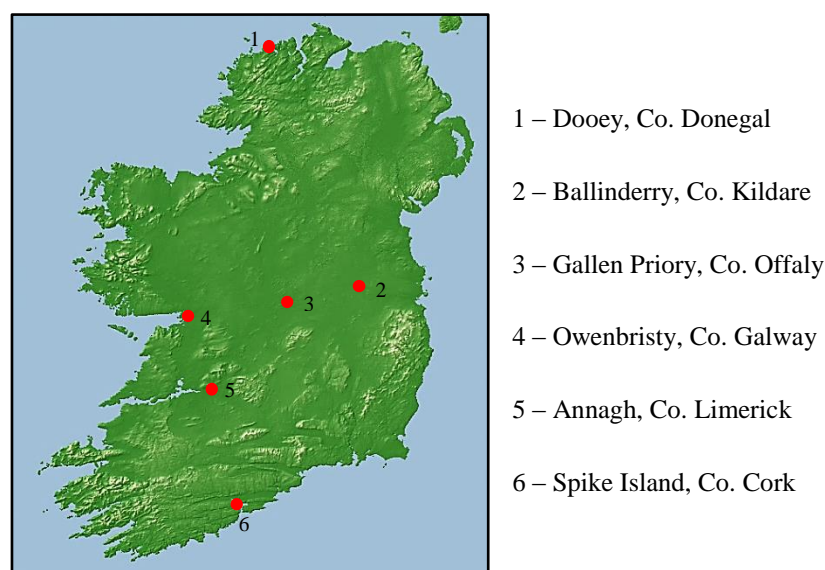 1
2
3
4
5
6
1 – Dooey, Co. Donegal
2 – Ballinderry, Co. Kildare
3 – Gallen Priory, Co. Offaly
4 – Owenbristy, Co. Galway
5 – Annagh, Co. Limerick
6 – Spike Island, Co. Cork